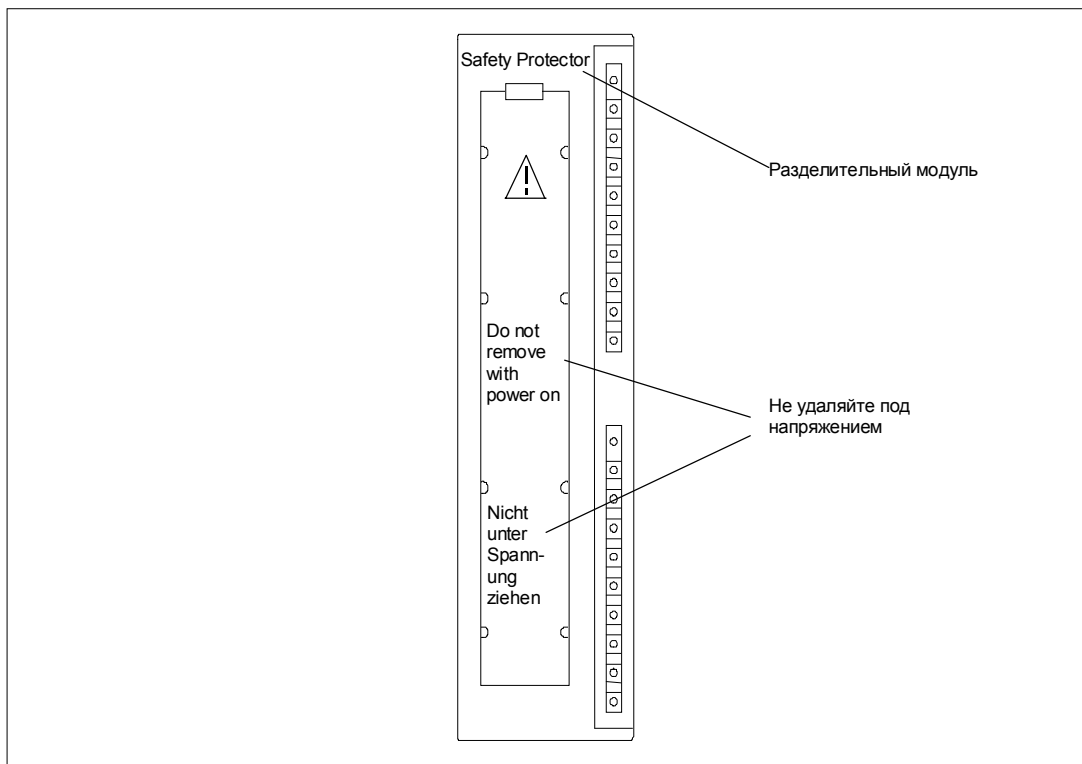 Safety Protector
Разделительный модуль
Do not
remove
with
power on
Не удаляйте под
напряжением
Nicht
unter
Spann-
ung
ziehen